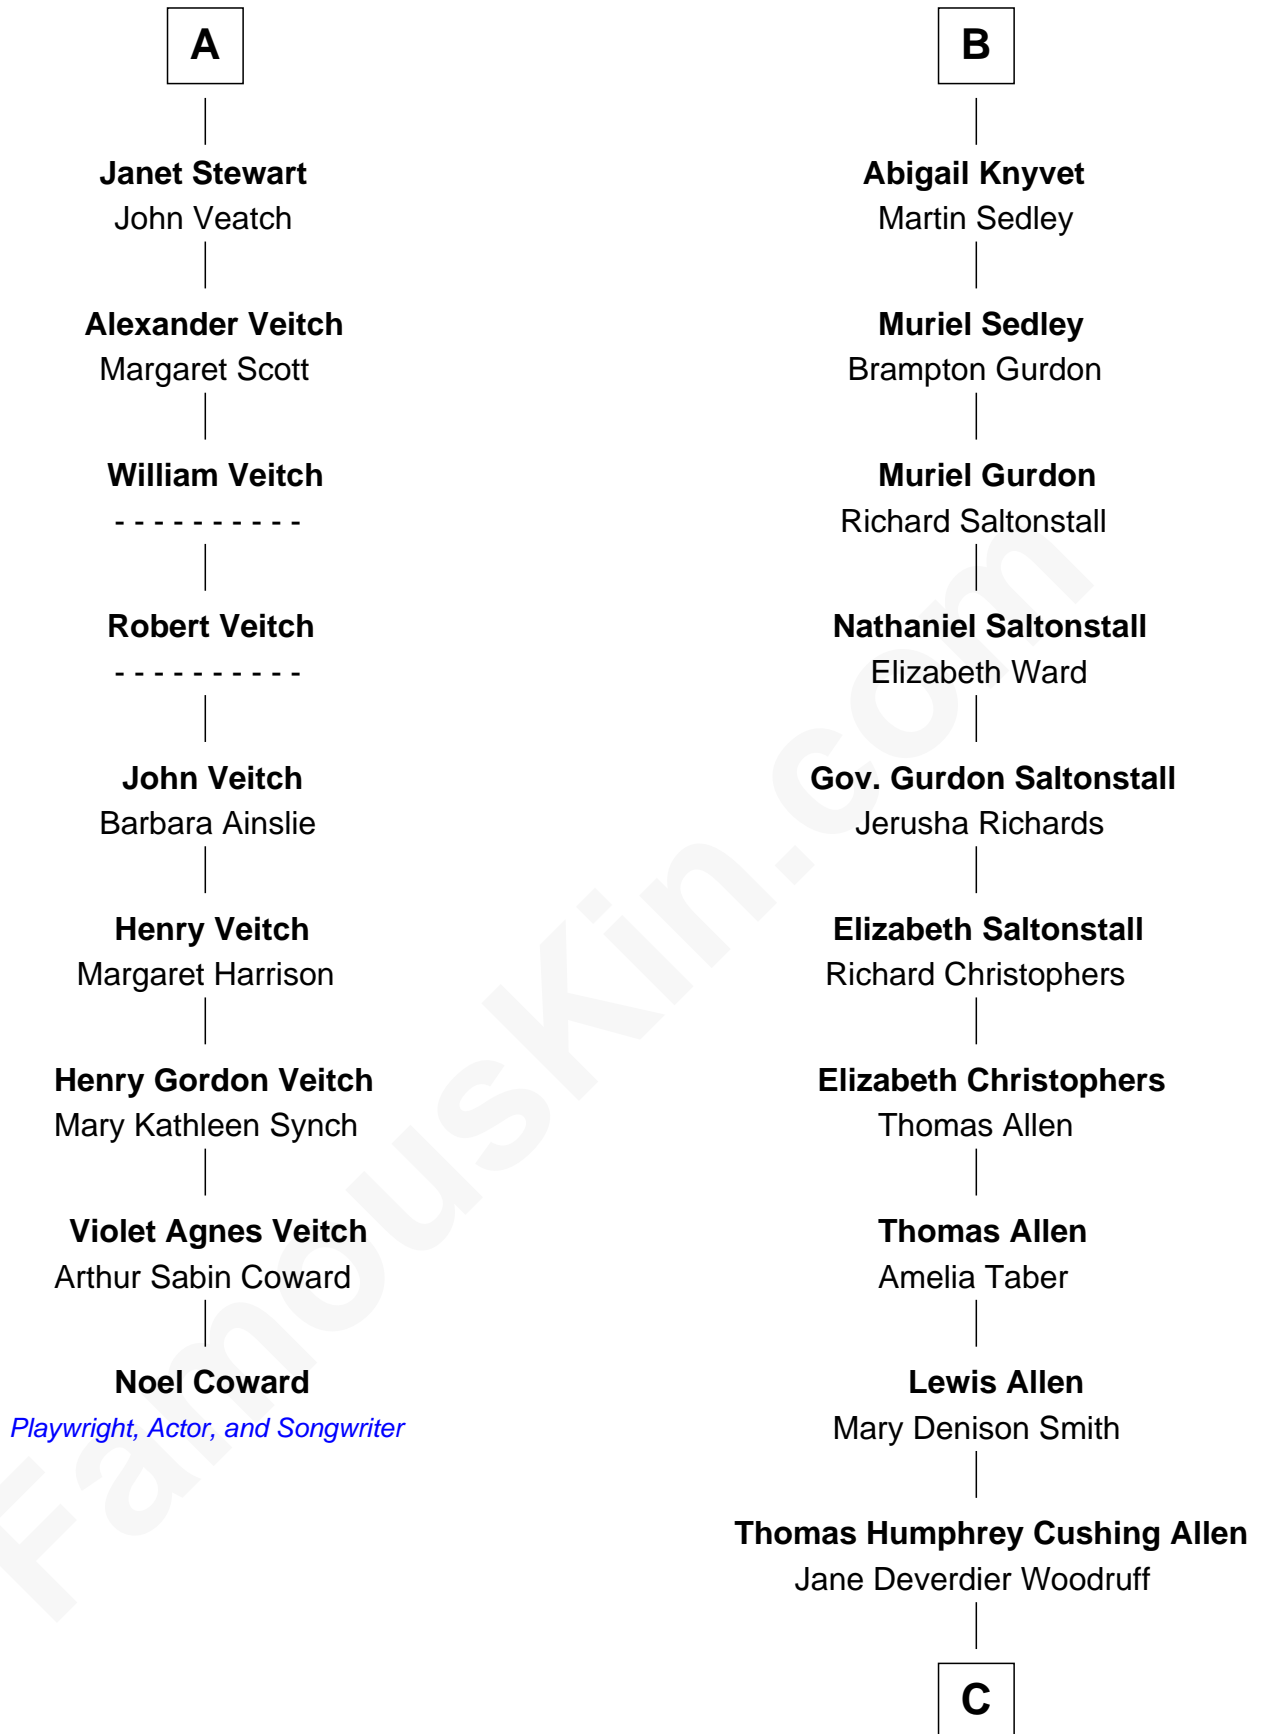 A
Janet Stewart
John Veatch
Alexander Veitch
Margaret Scott
William Veitch
- - - - - - - - - -
Robert Veitch
- - - - - - - - - -
John Veitch
Barbara Ainslie
Henry Veitch
Margaret Harrison
Henry Gordon Veitch
Mary Kathleen Synch
Violet Agnes Veitch
Arthur Sabin Coward
Noel Coward
Playwright, Actor, and Songwriter
B
Abigail Knyvet
Martin Sedley
Muriel Sedley
Brampton Gurdon
Muriel Gurdon
Richard Saltonstall
Nathaniel Saltonstall
Elizabeth Ward
Gov. Gurdon Saltonstall
Jerusha Richards
Elizabeth Saltonstall
Richard Christophers
Elizabeth Christophers
Thomas Allen
Thomas Allen
Amelia Taber
Lewis Allen
Mary Denison Smith
Thomas Humphrey Cushing Allen
Jane Deverdier Woodruff
C
FamousKin.com